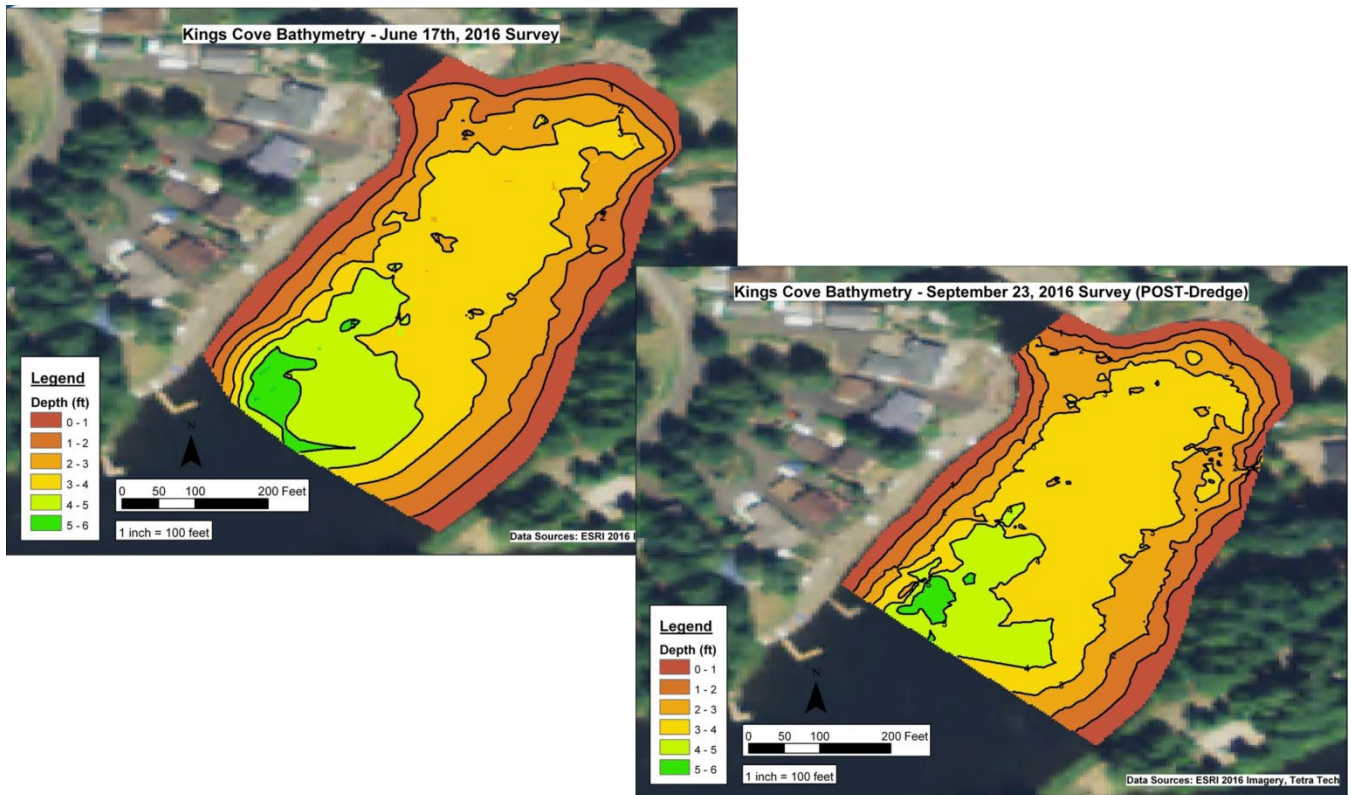 Kings Cove Bathymetry - June 17th, 2016 Survey
Legend
Depth (ft)
0 - 1
1 - 2
2 - 3
3 - 4
4 - 5
5 - 6
N
0 50 100 200 Feet
1 inch = 100 feet
Data Sources: ESRI 2016
Kings Cove Bathymetry - September 23, 2016 Survey (POST-Dredge)
Legend
Depth (ft)
0 - 1
1 - 2
2 - 3
3 - 4
4 - 5
5 - 6
N
0 50 100 200 Feet
1 inch = 100 feet
Data Sources: ESRI 2016 Imagery, Tetra Tech